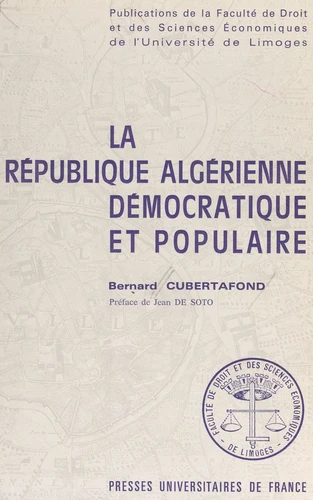 Publications de la Faculté de Droit
et des Sciences Économiques
de l'Université de Limoges
LA
RÉPUBLIQUE ALGÉRIENNE
DÉMOCRATIQUE
ET POPULAIRE
Bernard CUBERTAFOND
Préface de Jean DE SOTO
FACULTÉ DE DROIT ET DES SCIENCES ÉCONOMIQUES
- DE LIMOGES -
PRESSES UNIVERSITAIRES DE FRANCE